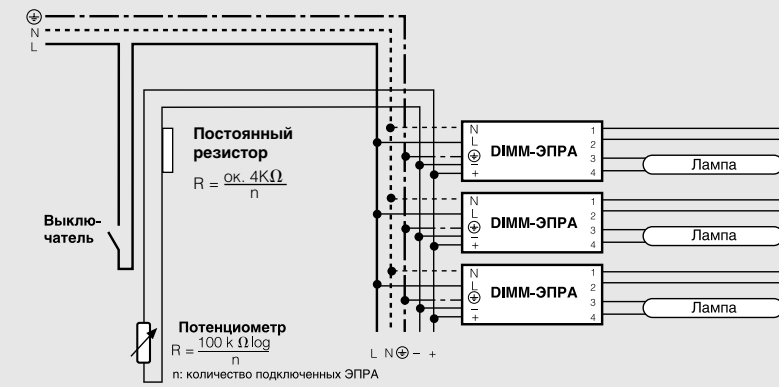 N
L
Постоянный
резистор
R = ок. 4KΩ
n
Выклю-
чатель
Потенциометр
R = 100 k Ω log
n
n: количество подключенных ЭПРА
L N − +
N
L
−
+
DIMM-ЭПРА
1
2
3
4
Лампа
N
L
−
+
DIMM-ЭПРА
1
2
3
4
Лампа
N
L
−
+
DIMM-ЭПРА
1
2
3
4
Лампа